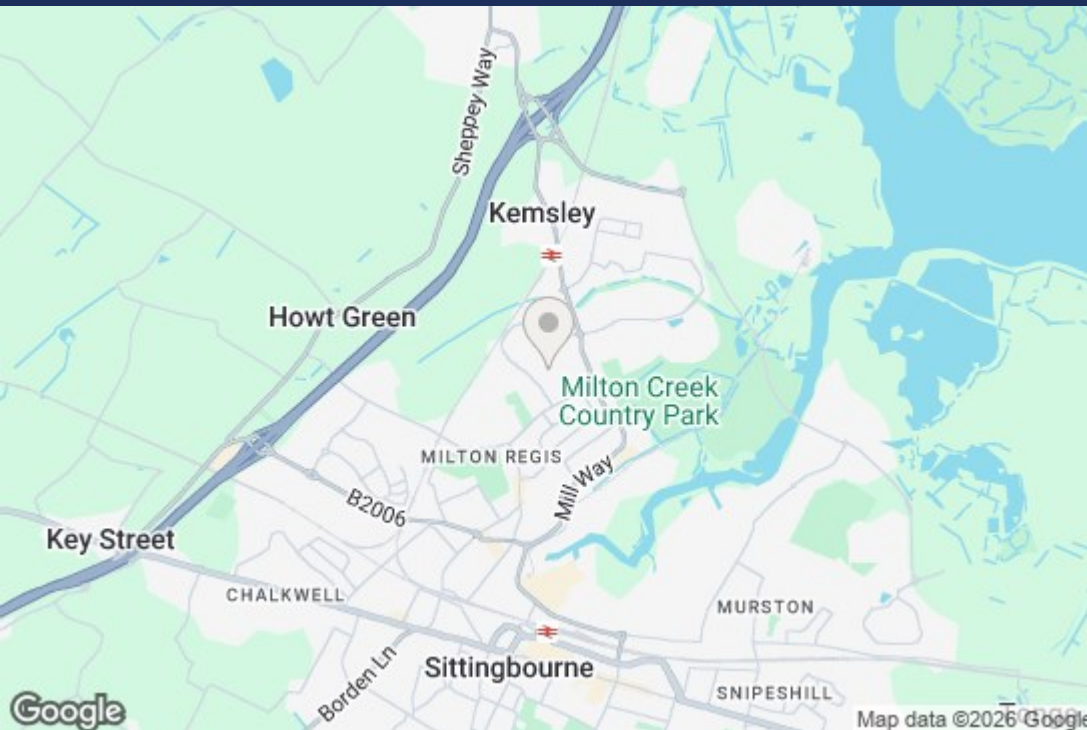 Sheppey Way
Kemsley
Howt Green
Milton Creek
Country Park
MILTON REGIS
Mill Way
B2006
Key Street
CHALKWELL
MURSTON
Borden Ln
Sittingbourne
SNIPESHILL
Google
Map data ©2026 Google